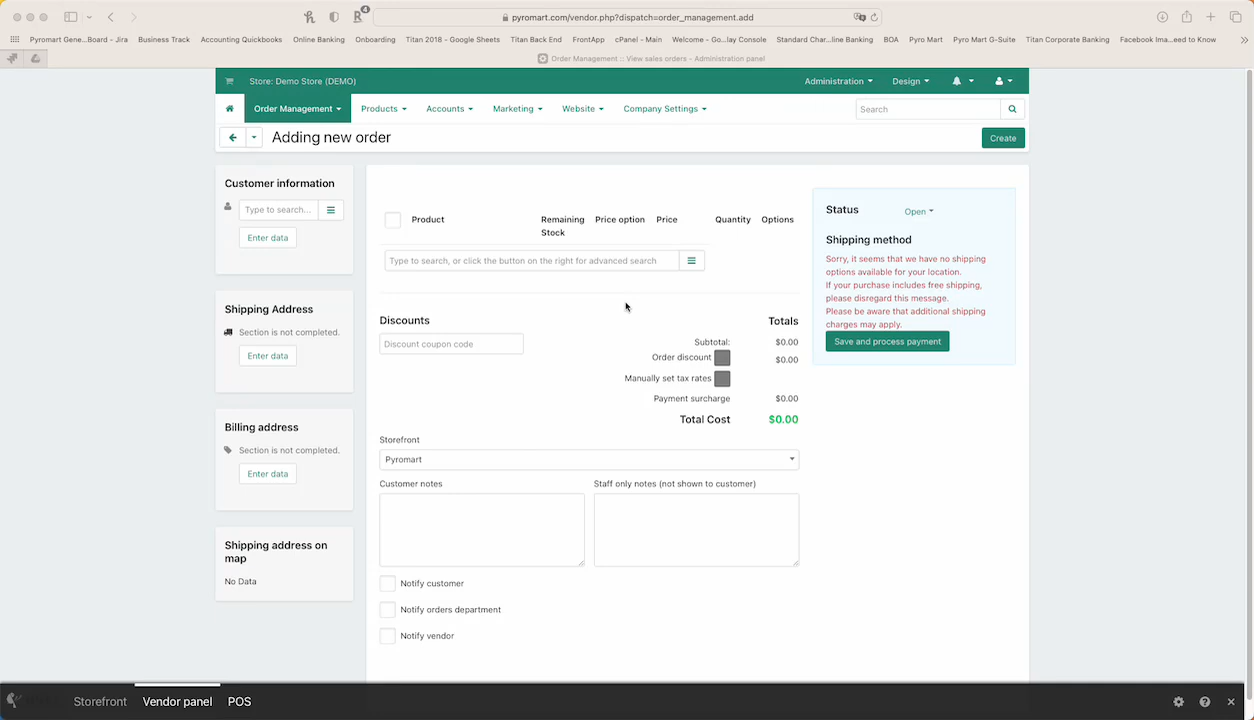 4
pyromart.com/vendor.php?dispatch=order_management.add
Pyromart Gene...Board - Jira Business Track Accounting Quickbooks Online Banking Onboarding Titan 2018 - Google Sheets Titan Back End FrontApp cPanel - Main Welcome - Go...lay Console Standard Char...line Banking BOA Pyro Mart Pyro Mart G-Suite Titan Corporate Banking Facebook Ima...eed to Know
Order Management :: View sales orders - Administration panel
Store: Demo Store (DEMO) Administration Design
Order Management Products Accounts Marketing Website Company Settings Search
Adding new order Create
Customer information
Type to search...
Enter data
Shipping Address
Section is not completed.
Enter data
Billing address
Section is not completed.
Enter data
Shipping address on
map
No Data
Product Remaining Stock Price option Price Quantity Options
Type to search, or click the button on the right for advanced search
Discounts
Discount coupon code
Totals
Subtotal: $0.00
Order discount $0.00
Manually set tax rates
Payment surcharge $0.00
Total Cost $0.00
Storefront
Pyromart
Customer notes Staff only notes (not shown to customer)
Notify customer
Notify orders department
Notify vendor
Status Open
Shipping method
Sorry, it seems that we have no shipping
options available for your location.
If your purchase includes free shipping,
please disregard this message.
Please be aware that additional shipping
charges may apply.
Save and process payment
Storefront Vendor panel POS